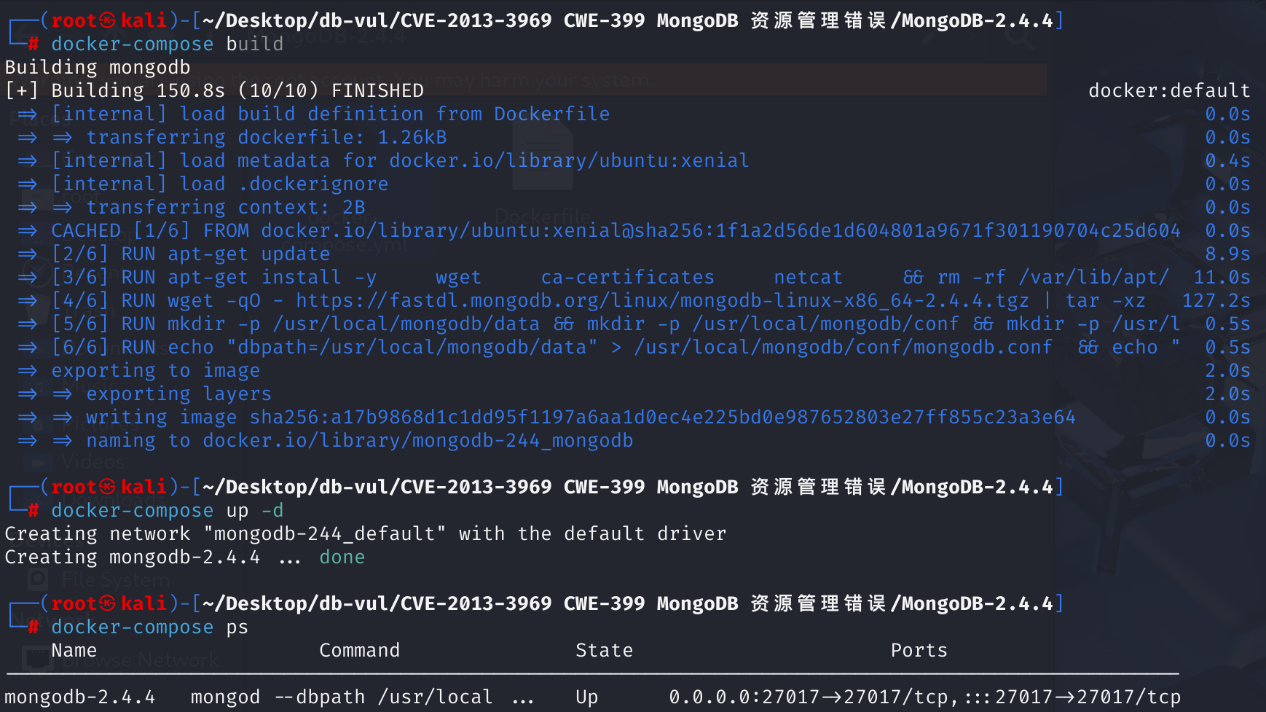 (root㉿kali)-[~/Desktop/db-vul/CVE-2013-3969 CWE-399 MongoDB 资源管理错误/MongoDB-2.4.4]
# docker-compose build
Building mongodb
[+] Building 150.8s (10/10) FINISHED docker:default
=> [internal] load build definition from Dockerfile 0.0s
=> => transferring dockerfile: 1.26kB 0.0s
=> [internal] load metadata for docker.io/library/ubuntu:xenial 0.4s
=> [internal] load .dockerignore 0.0s
=> => transferring context: 2B 0.0s
=> CACHED [1/6] FROM docker.io/library/ubuntu:xenial@sha256:1f1a2d56de1d604801a9671f301190704c25d604 0.0s
=> [2/6] RUN apt-get update 8.9s
=> [3/6] RUN apt-get install -y wget ca-certificates netcat && rm -rf /var/lib/apt/ 11.0s
=> [4/6] RUN wget -qO - https://fastdl.mongodb.org/linux/mongodb-linux-x86_64-2.4.4.tgz | tar -xz 127.2s
=> [5/6] RUN mkdir -p /usr/local/mongodb/data && mkdir -p /usr/local/mongodb/conf && mkdir -p /usr/l 0.5s
=> [6/6] RUN echo "dbpath=/usr/local/mongodb/data" > /usr/local/mongodb/conf/mongodb.conf && echo " 0.5s
=> exporting to image 2.0s
=> => exporting layers 2.0s
=> => writing image sha256:a17b9868d1c1dd95f1197a6aa1d0ec4e225bd0e987652803e27ff855c23a3e64 0.0s
=> => naming to docker.io/library/mongodb-244_mongodb 0.0s
(root㉿kali)-[~/Desktop/db-vul/CVE-2013-3969 CWE-399 MongoDB 资源管理错误/MongoDB-2.4.4]
# docker-compose up -d
Creating network "mongodb-244_default" with the default driver
Creating mongodb-2.4.4 ... done
(root㉿kali)-[~/Desktop/db-vul/CVE-2013-3969 CWE-399 MongoDB 资源管理错误/MongoDB-2.4.4]
# docker-compose ps
Name Command State Ports
mongodb-2.4.4 mongod --dbpath /usr/local ... Up 0.0.0.0:27017->27017/tcp,:::27017->27017/tcp